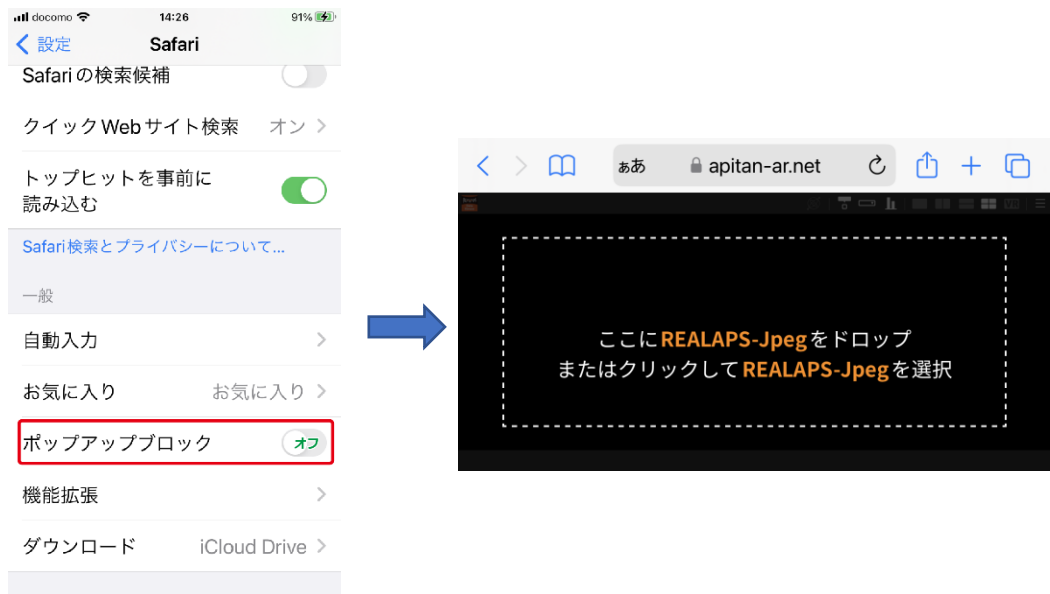 docomo 14:26 91%
設定 Safari
Safariの検索候補
クイックWebサイト検索 オン
トップヒットを事前に
読み込む
Safari検索とプライバシーについて...
一般
自動入力
お気に入り お気に入り
ポップアップブロック オフ
機能拡張
ダウンロード iCloud Drive
ぁあ apitan-ar.net
ここにREALAPS-Jpegをドロップ
またはクリックしてREALAPS-Jpegを選択